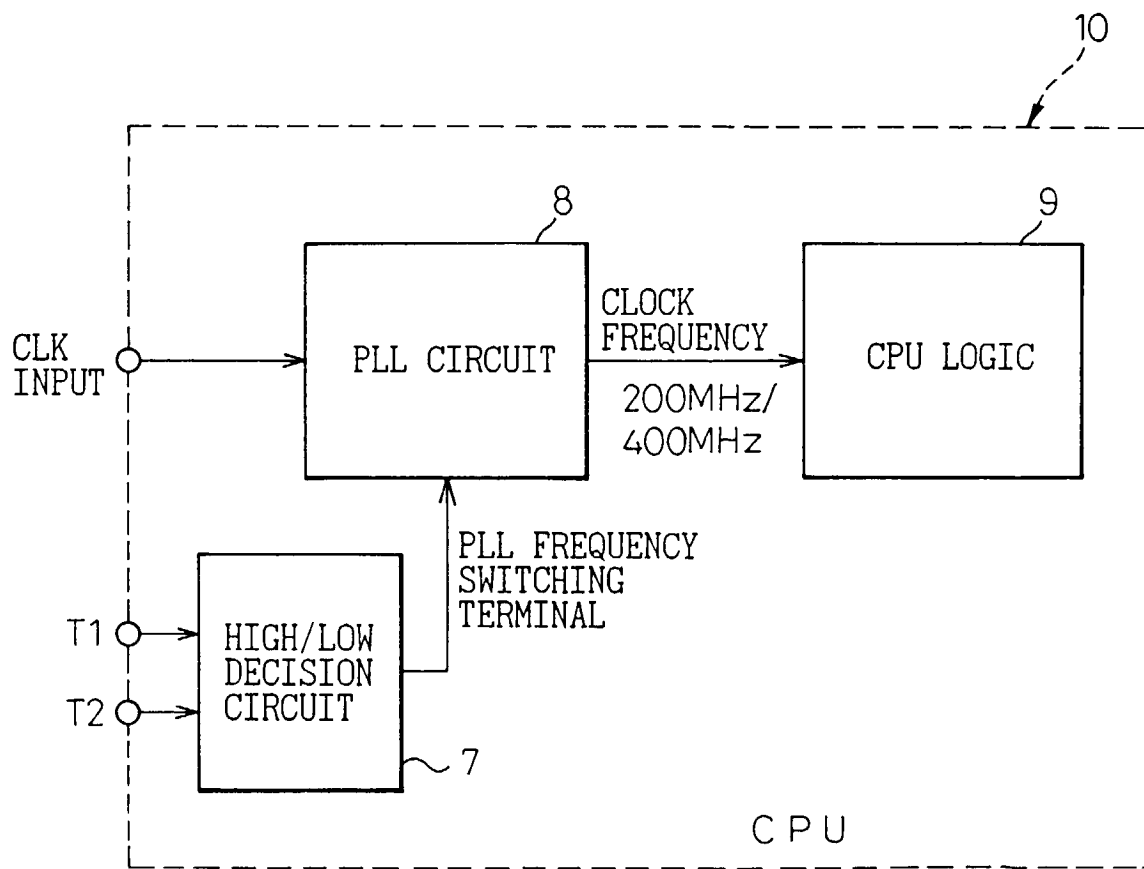 10
8
9
CLK
INPUT
PLL CIRCUIT
CLOCK
FREQUENCY
200MHz/
400MHz
CPU LOGIC
PLL FREQUENCY
SWITCHING
TERMINAL
T1
T2
HIGH/LOW
DECISION
CIRCUIT
7
CPU